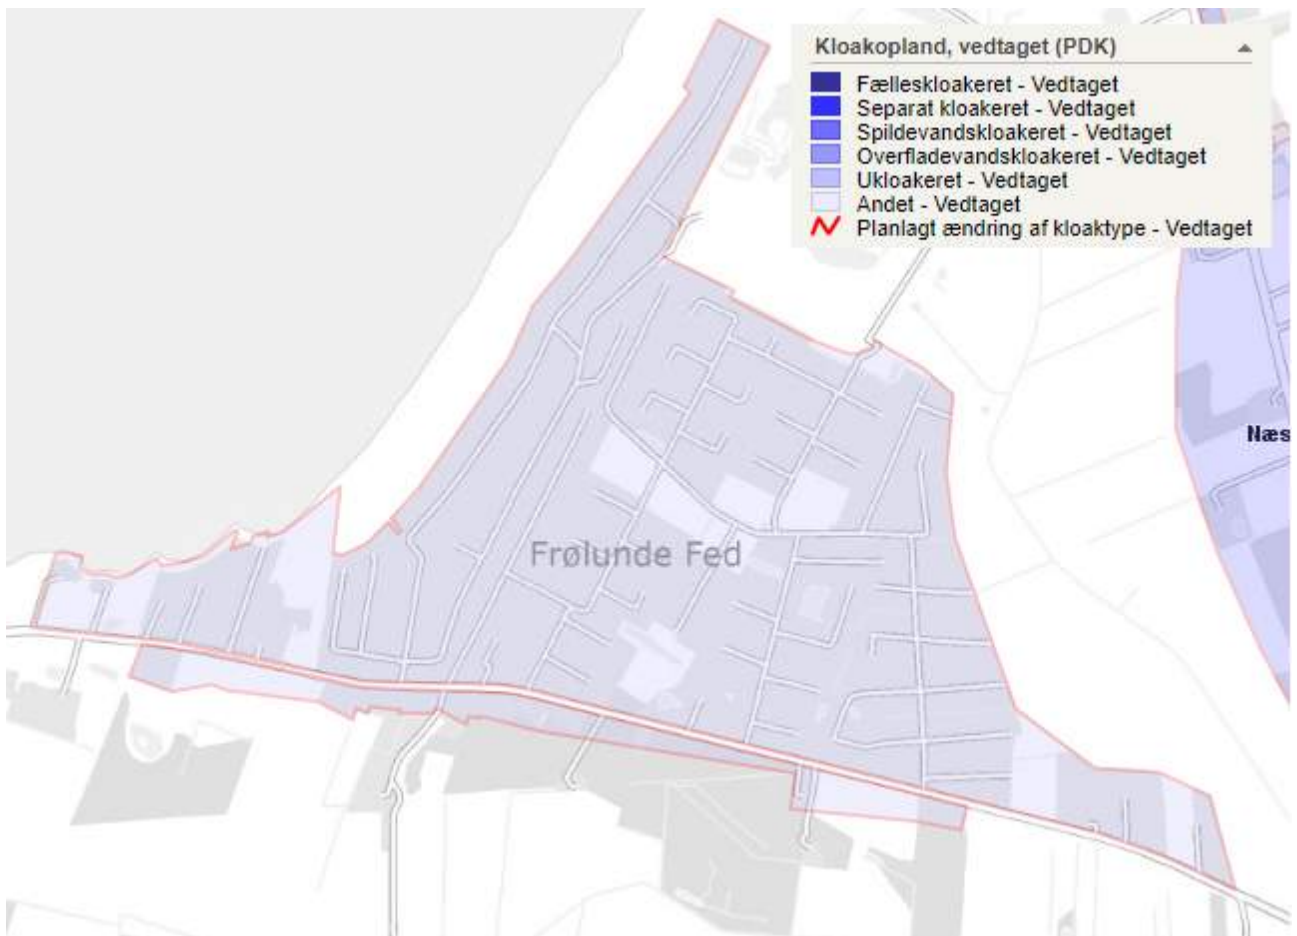 Kloakopland, vedtaget (PDK)
Fælleskloakeret - Vedtaget
Separat kloakeret - Vedtaget
Spildevandskloakeret - Vedtaget
Overfladevandskloakeret - Vedtaget
Ukloakeret - Vedtaget
Andet - Vedtaget
Planlagt ændring af kloaktype - Vedtaget
Næs
Frølunde Fed